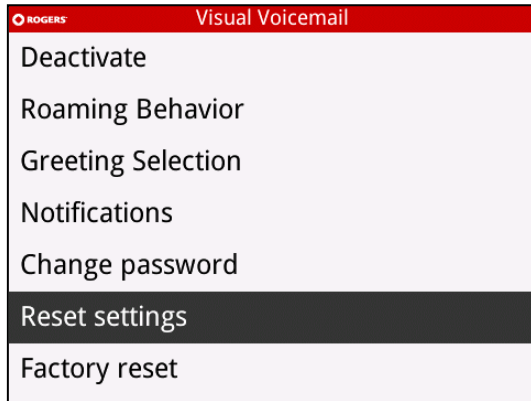 ROGERS Visual Voicemail
Deactivate
Roaming Behavior
Greeting Selection
Notifications
Change password
Reset settings
Factory reset